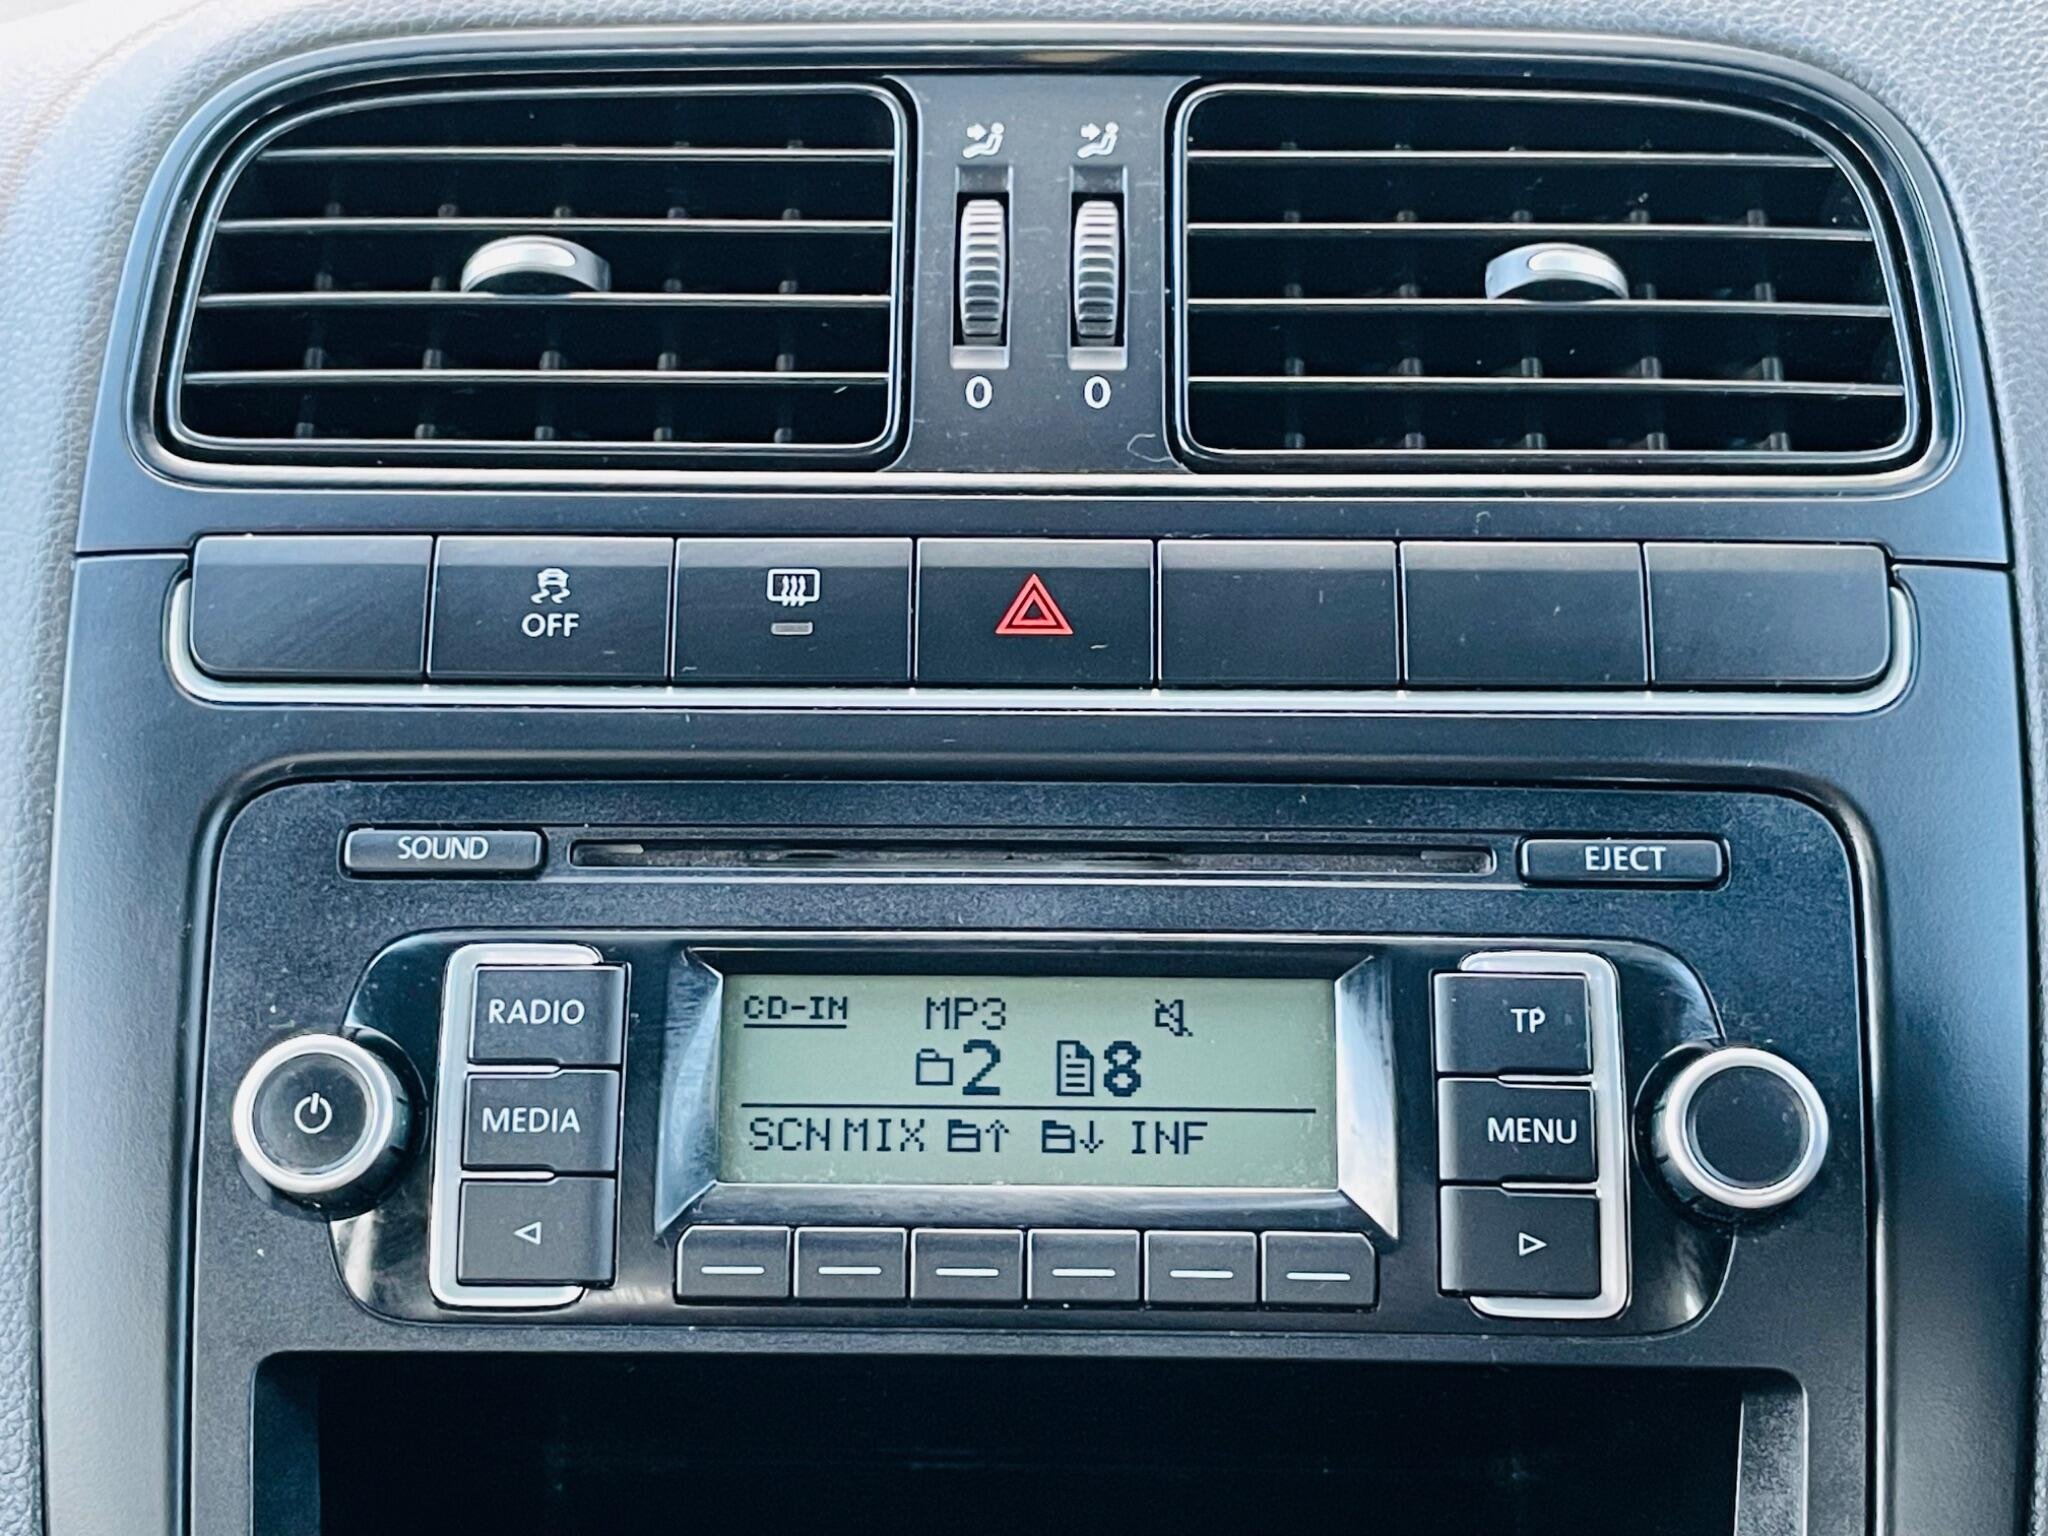 0 0
OFF
SOUND
EJECT
RADIO
MEDIA
CD-IN MP3
2 8
SCN MIX INF
TP
MENU